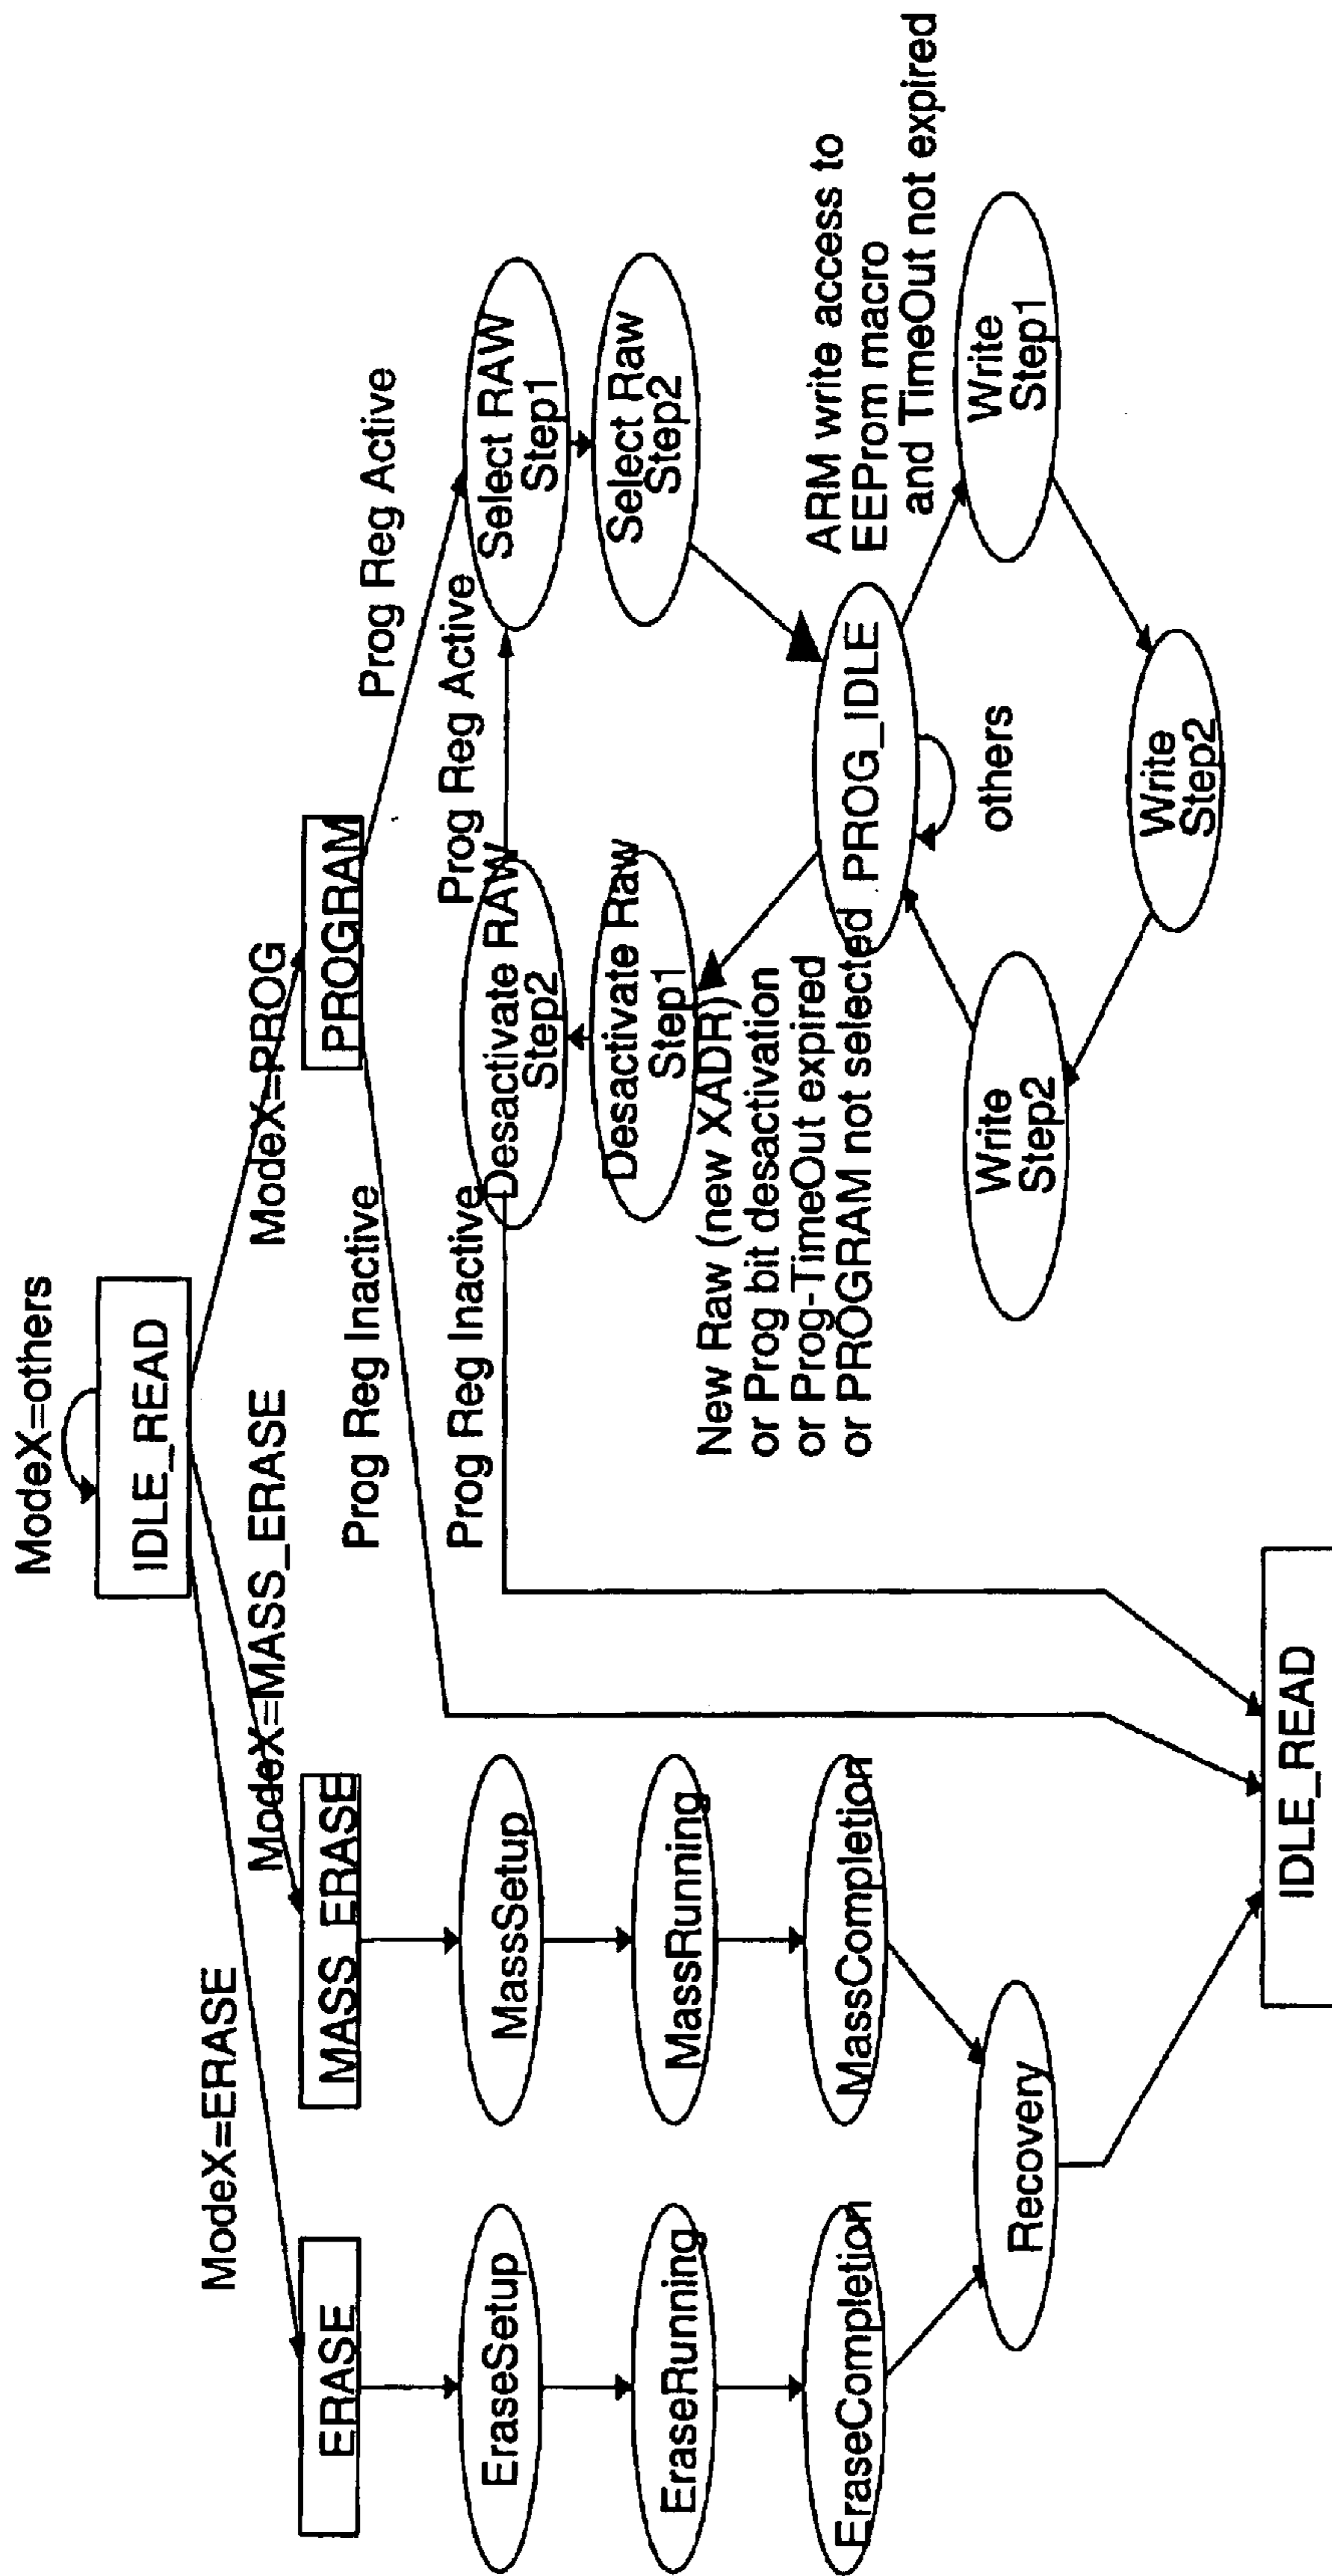 ModeX=others
IDLE_READ
ModeX=ERASE
ModeX=MASS_ERASE
ModeX=PROG
ERASE
MASS_ERASE
PROGRAM
Prog Reg Inactive
Prog Reg Active
EraseSetup
MassSetup
Prog Reg Inactive
Desactivate RAW
Step2
Prog Reg Active
Select RAW
Step1
EraseRunning
MassRunning
Desactivate Raw
Step1
Select Raw
Step2
EraseCompletion
MassCompletion
New Raw (new XADR)
or Prog bit desactivation
or Prog-TimeOut expired
or PROGRAM not selected
PROG_IDLE
others
ARM write access to
EEProm macro
and TimeOut not expired
Recovery
Write
Step2
Write
Step1
Write
Step2
IDLE_READ